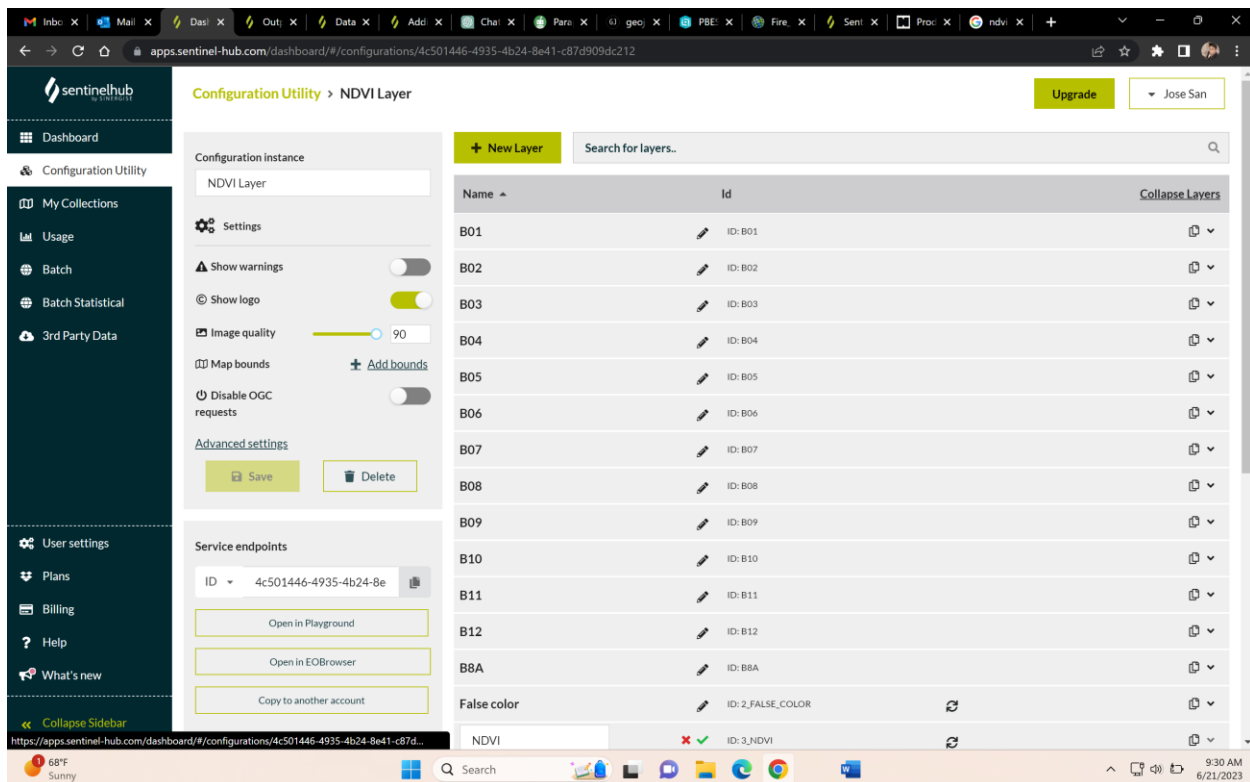 Inbo
Mail
Dasl
Outp
Data
Add
Chat
Para
geoj
PBES
Fire_
Sent
Prod
ndvi
apps.sentinel-hub.com/dashboard/#/configurations/4c501446-4935-4b24-8e41-c87d909dc212
sentinelhub
by SINERGISE
Configuration Utility > NDVI Layer
Upgrade
Jose San
Dashboard
Configuration Utility
My Collections
Usage
Batch
Batch Statistical
3rd Party Data
User settings
Plans
Billing
? Help
What's new
Collapse Sidebar
Configuration instance
NDVI Layer
Settings
Show warnings
© Show logo
Image quality 90
Map bounds + Add bounds
Disable OGC
requests
Advanced settings
Save Delete
Service endpoints
ID 4c501446-4935-4b24-8e
Open in Playground
Open in EOBrowser
Copy to another account
+ New Layer Search for layers..
Name Id Collapse Layers
B01 ID: B01
B02 ID: B02
B03 ID: B03
B04 ID: B04
B05 ID: B05
B06 ID: B06
B07 ID: B07
B08 ID: B08
B09 ID: B09
B10 ID: B10
B11 ID: B11
B12 ID: B12
B8A ID: B8A
False color ID: 2_FALSE_COLOR
NDVI ID: 3_NDVI
https://apps.sentinel-hub.com/dashboard/#/configurations/4c501446-4935-4b24-8e41-c87d...
1
68°F
Sunny
Search
9:30 AM
6/21/2023